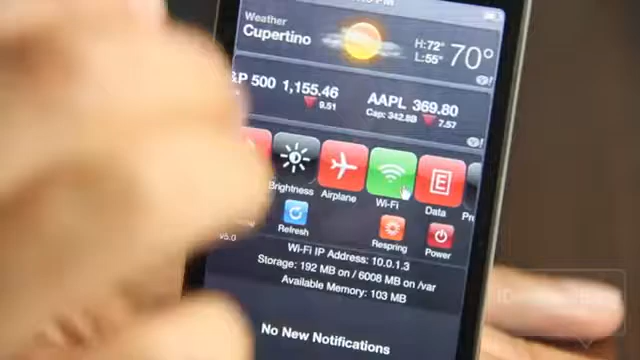 Weather
Cupertino
H:72°
L:55°
70°
&P 500 1,155.46
9.51
AAPL 369.80
Cap: 342.8B 7.57
Brightness
Airplane
Wi-Fi
Data
Refresh
Respring
Power
v5.0
Wi-Fi IP Address: 10.0.1.3
Storage: 192 MB on / 6008 MB on /var
Available Memory: 103 MB
No New Notifications